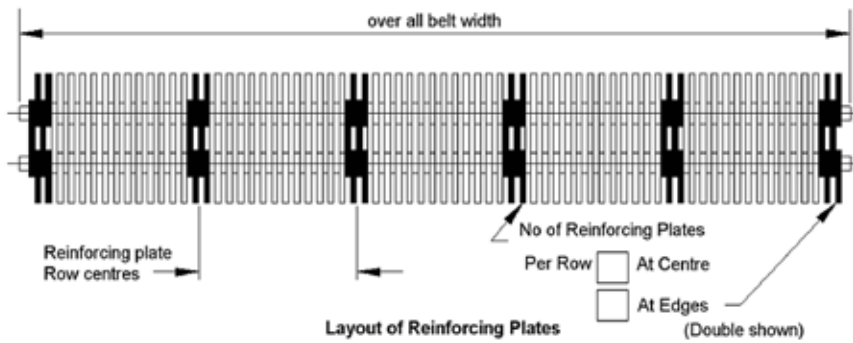 over all belt width
Reinforcing plate
Row centres
No of Reinforcing Plates
Per Row At Centre
At Edges
(Double shown)
Layout of Reinforcing Plates